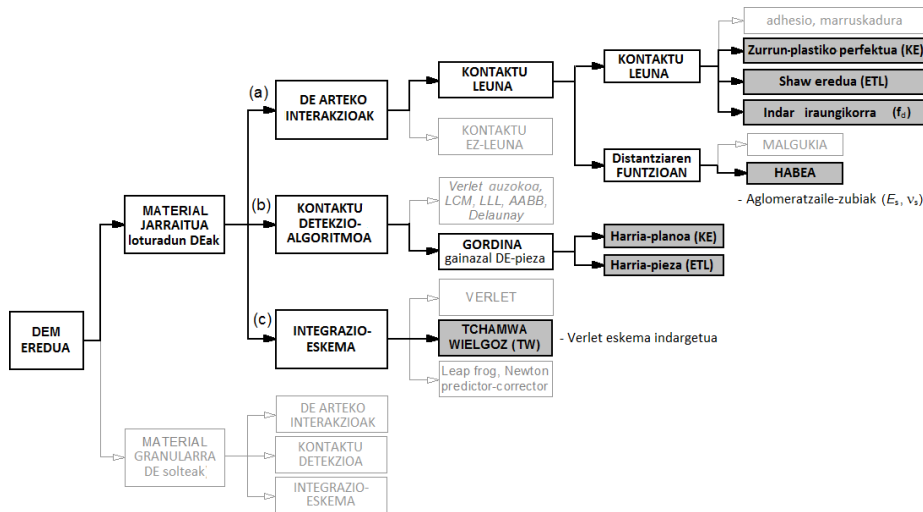 adhesio, marruskadura
Zurrun-plastiko perfektua (KE)
Shaw eredua (ETL)
Indar iraungikorra (fd)
KONTAKTU
LEUNA
KONTAKTU
LEUNA
(a)
DE ARTEKO
INTERAKZIOAK
KONTAKTU
EZ-LEUNA
MALGUKIA
Distantziaren
FUNTZIOAN
HABEA
- Aglomeratzaile-zubiak (Es, νs)
Verlet auzokoa,
LCM, LLL, AABB,
Delaunay
MATERIAL
JARRAITUA
loturadun DEak
(b)
KONTAKTU
DETEKZIO-
ALGORITMOA
GORDINA
gainazal DE-pieza
Harria-planoa (KE)
Harria-pieza (ETL)
VERLET
DEM
EREDUA
(c)
INTEGRAZIO-
ESKEMA
TCHAMWA
WIELGOZ (TW)
- Verlet eskema indargetua
Leap frog, Newton
predictor-corrector
DE ARTEKO
INTERAKZIOAK
MATERIAL
GRANULARRA
DE solteak
KONTAKTU
DETEKZIOA
INTEGRAZIO-
ESKEMA